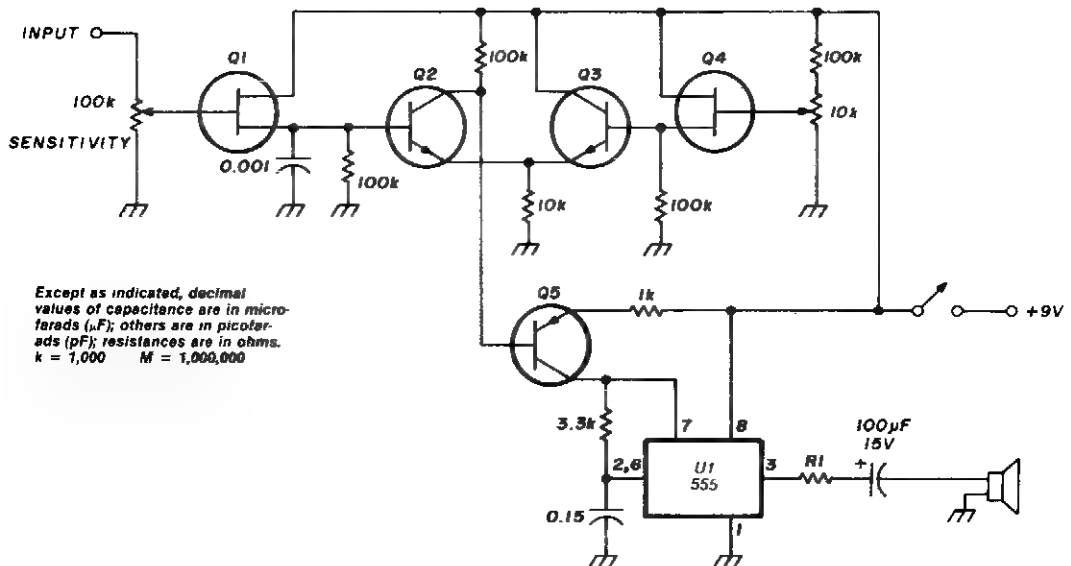 INPUT
Q1
100k
Q2
Q3
Q4
100k
100k
10k
SENSITIVITY
0.001
100k
10k
100k
Except as indicated, decimal
values of capacitance are in micro-
farads (μF); others are in picofar-
ads (pF); resistances are in ohms.
k = 1,000 M = 1,000,000
Q5
1k
+9V
3.3k
7
8
100μF
15V
2,6
U1
555
3
R1
+
0.15
1